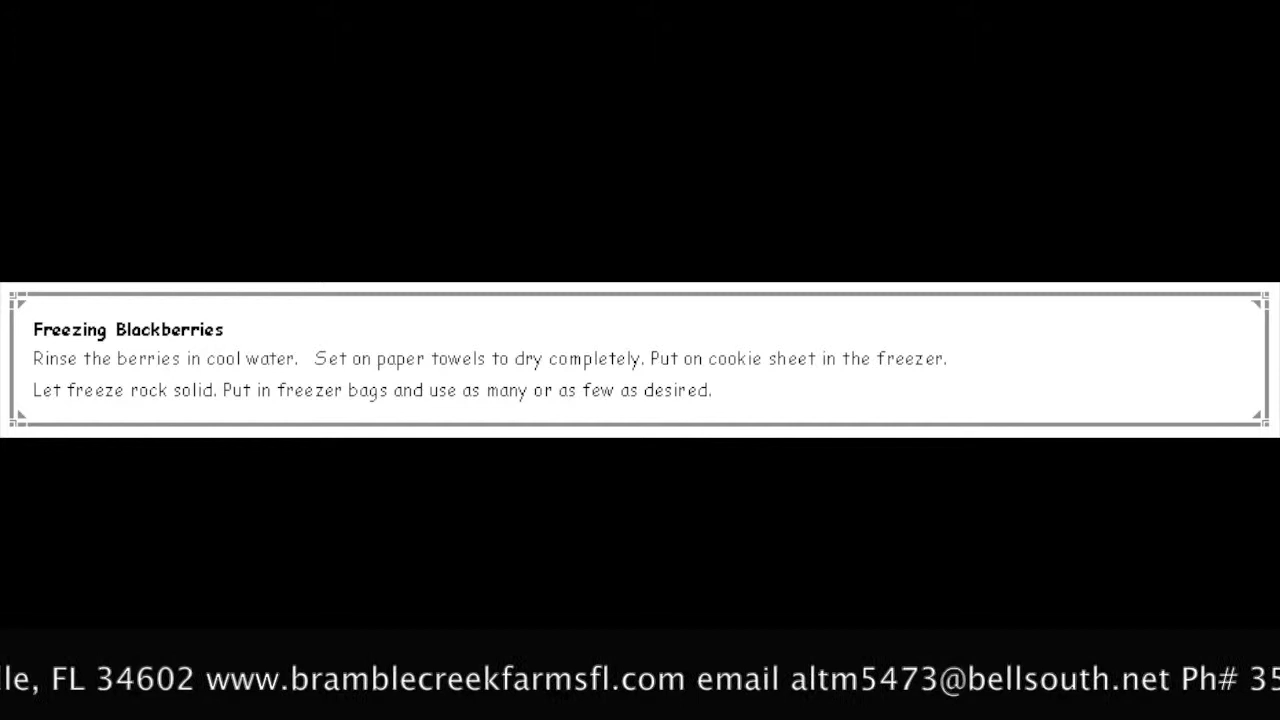 Freezing Blackberries
Rinse the berries in cool water. Set on paper towels to dry completely. Put on cookie sheet in the freezer.
Let freeze rock solid. Put in freezer bags and use as many or as few as desired.
lle, FL 34602 www.bramblecreekfarmsfl.com email altm5473@bellsouth.net Ph# 35